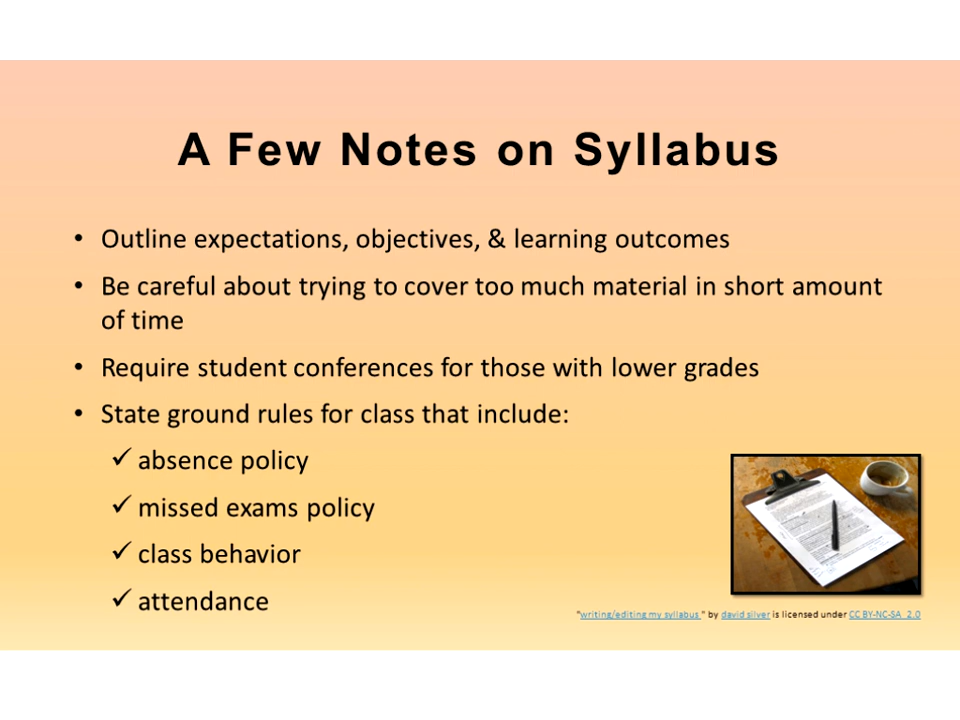 A Few Notes on Syllabus
• Outline expectations, objectives, & learning outcomes
• Be careful about trying to cover too much material in short amount
of time
• Require student conferences for those with lower grades
• State ground rules for class that include:
✓ absence policy
✓ missed exams policy
✓ class behavior
✓ attendance
"writing/editing my syllabus " by david silver is licensed under CC BY-NC-SA 2.0